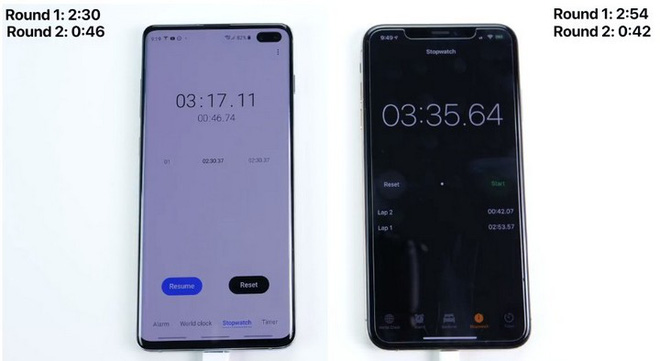 Round 1: 2:30
Round 2: 0:46
Round 1: 2:54
Round 2: 0:42
03:17.11
00:46.74
01
02:30.37
02:30.37
Resume
Reset
Alarm
World clock
Stopwatch
Timer
9:49
Stopwatch
03:35.64
Reset
Start
Lap 2
00:42.07
Lap 1
02:53.57